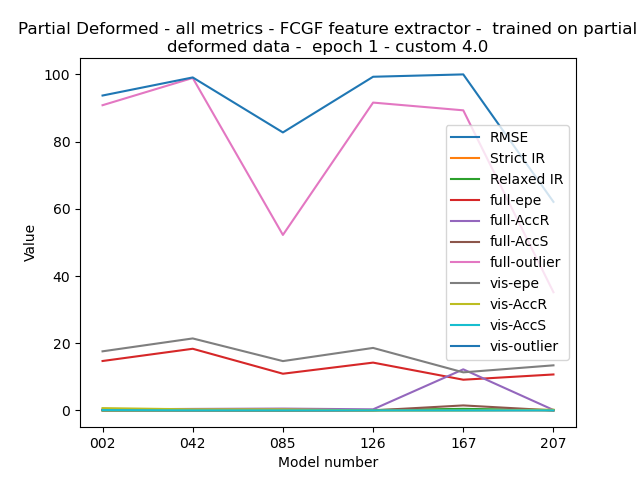 Partial Deformed - all metrics - FCGF feature extractor -  trained on partial
deformed data -  epoch 1 - custom 4.0
100
80
60
40
20
0
Value
RMSE
Strict IR
Relaxed IR
full-epe
full-AccR
full-AccS
full-outlier
vis-epe
vis-AccR
vis-AccS
vis-outlier
002 042 085 126 167 207
Model number